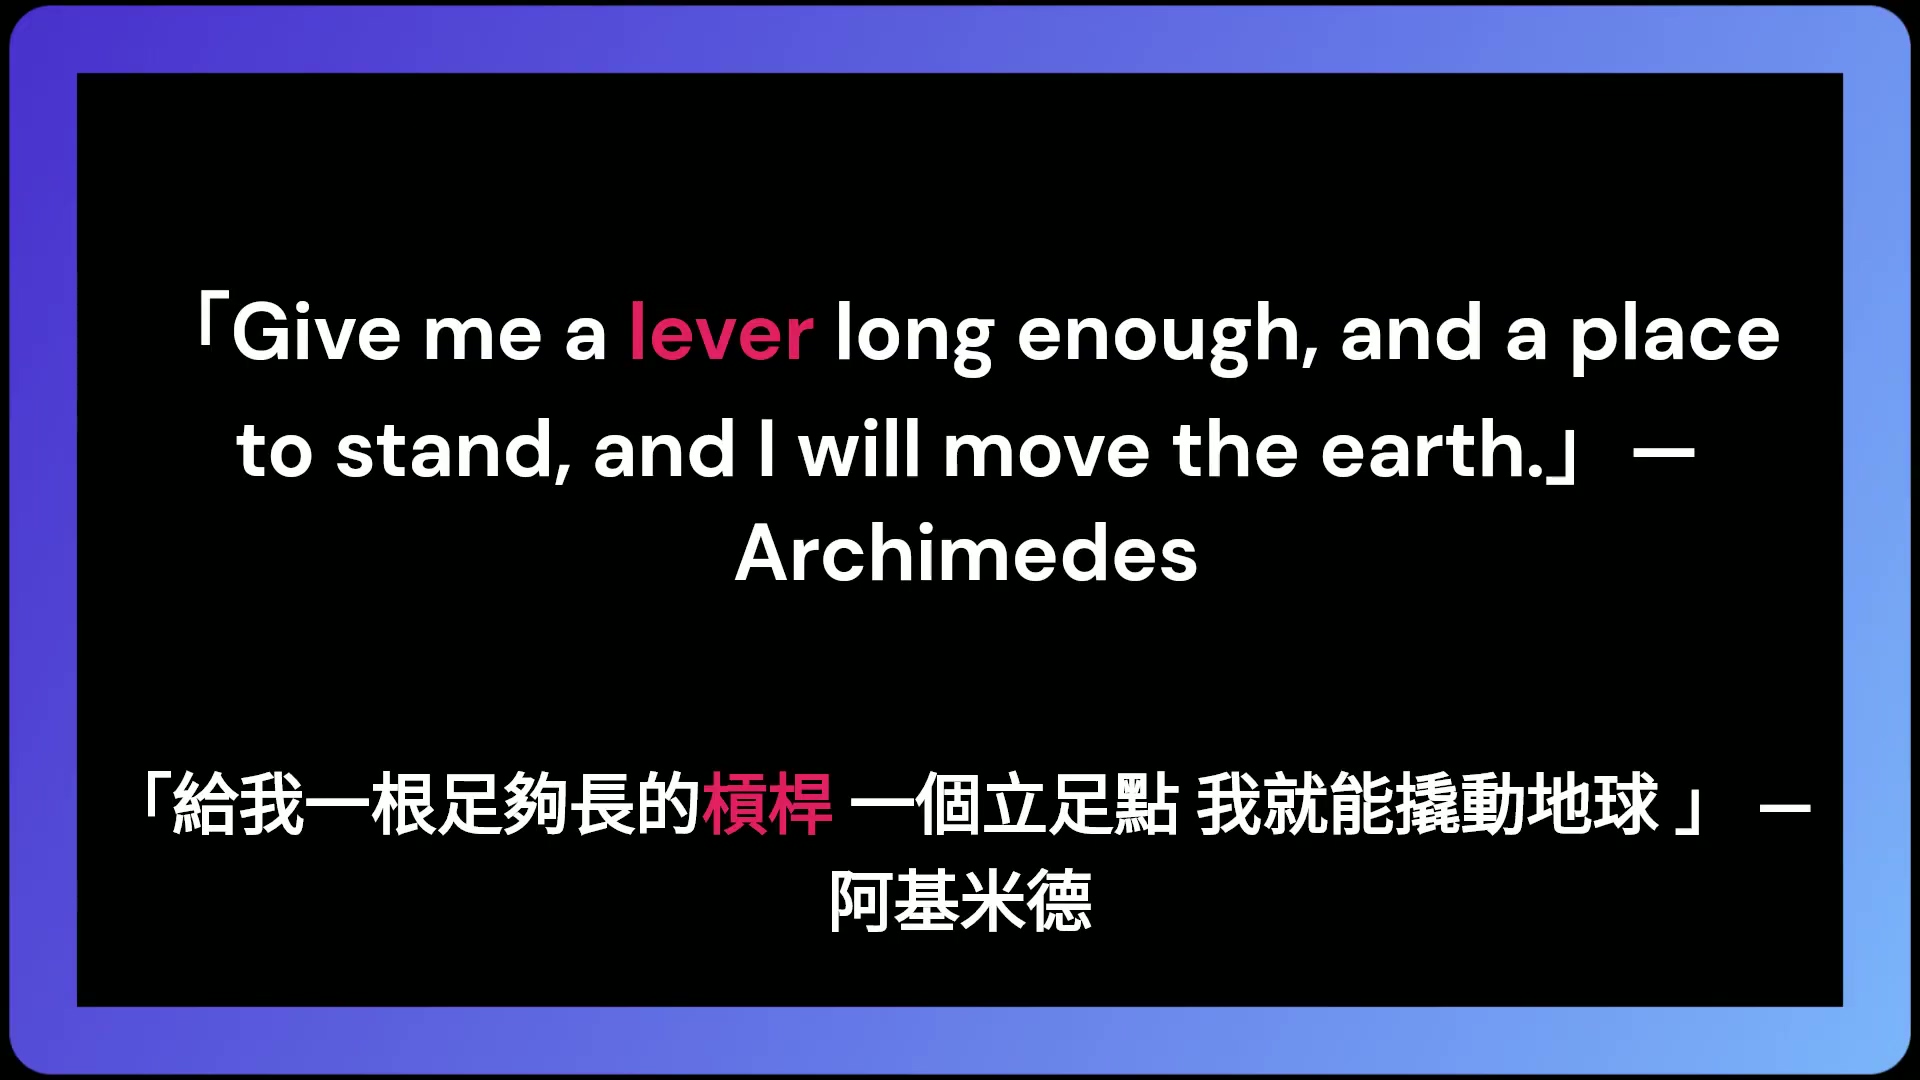 「Give me a lever long enough, and a place
to stand, and I will move the earth.」 —
Archimedes
「給我一根足夠長的槓桿 一個立足點 我就能撬動地球 」 —
阿基米德